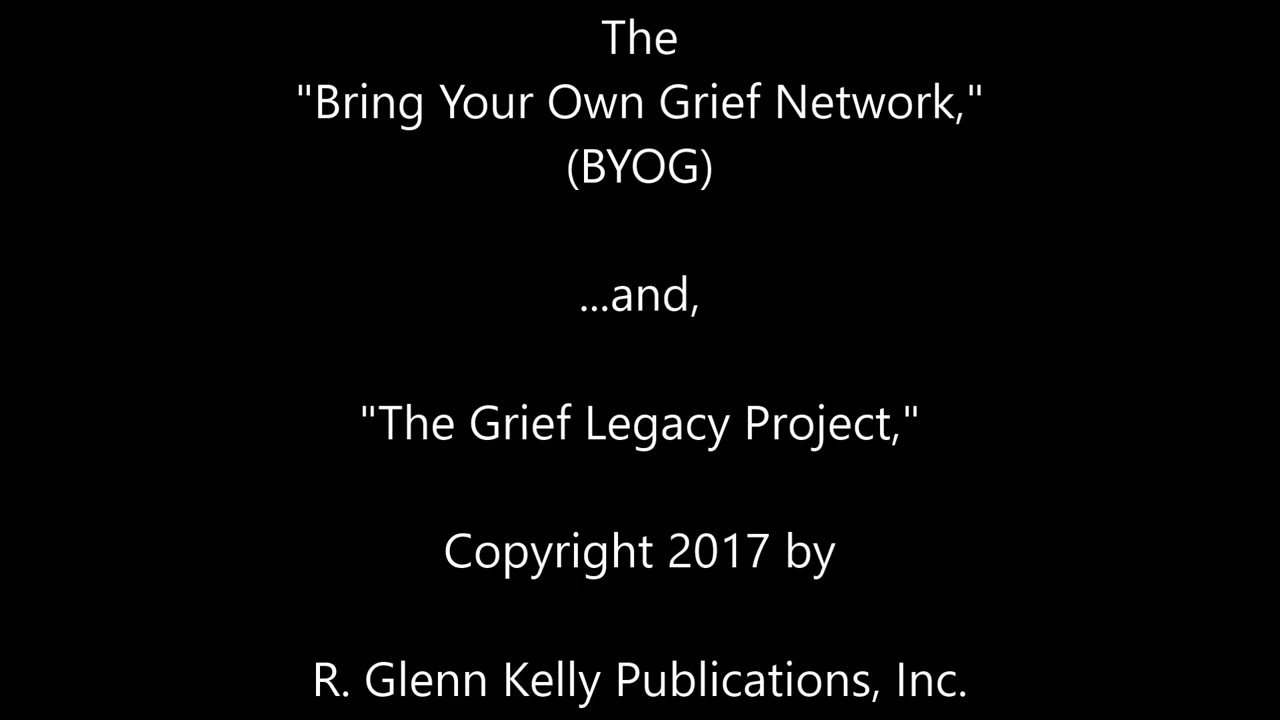 The
"Bring Your Own Grief Network,"
(BYOG)
...and,
"The Grief Legacy Project,"
Copyright 2017 by
R. Glenn Kelly Publications, Inc.